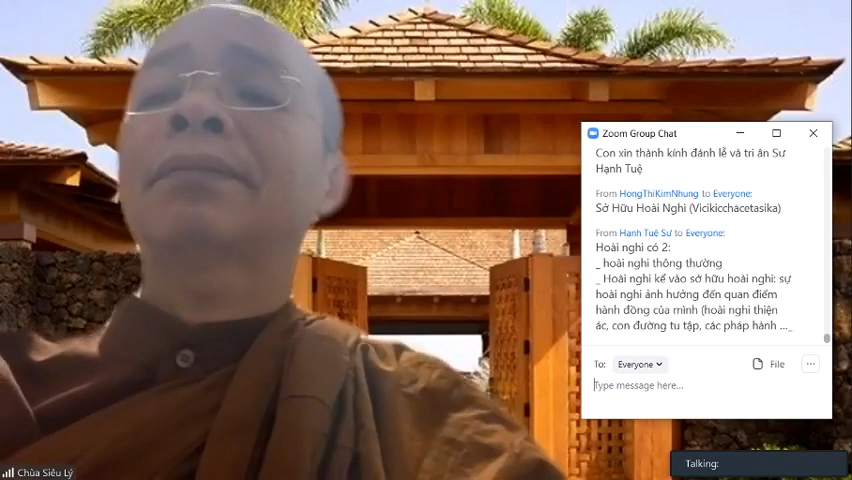 Zoom Group Chat
Con xin thành kính đánh lễ và tri ân Sư
Hạnh Tuệ
From HongThiKimNhung to Everyone:
Sở Hữu Hoài Nghi (Vicikicchācetasika)
From Hạnh Tuệ Sư to Everyone:
Hoài nghi có 2:
_ hoài nghi thông thường
_ Hoài nghi kể vào sở hữu hoài nghi: sự
hoài nghi ảnh hưởng đến quan điểm
hành đồng của mình (hoài nghi thiện
ác, con đường tu tập, các pháp hành ..._
To: Everyone File ...
Type message here...
Chùa Siêu Lý
Talking: